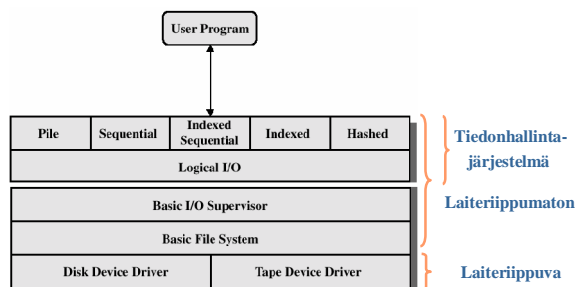 User Program
Pile
Sequential
Indexed
Sequential
Indexed
Hashed
Logical I/O
Basic I/O Supervisor
Basic File System
Disk Device Driver
Tape Device Driver
Tiedonhallinta-
järjestelmä
Laiteriippumaton
Laiteriippuva